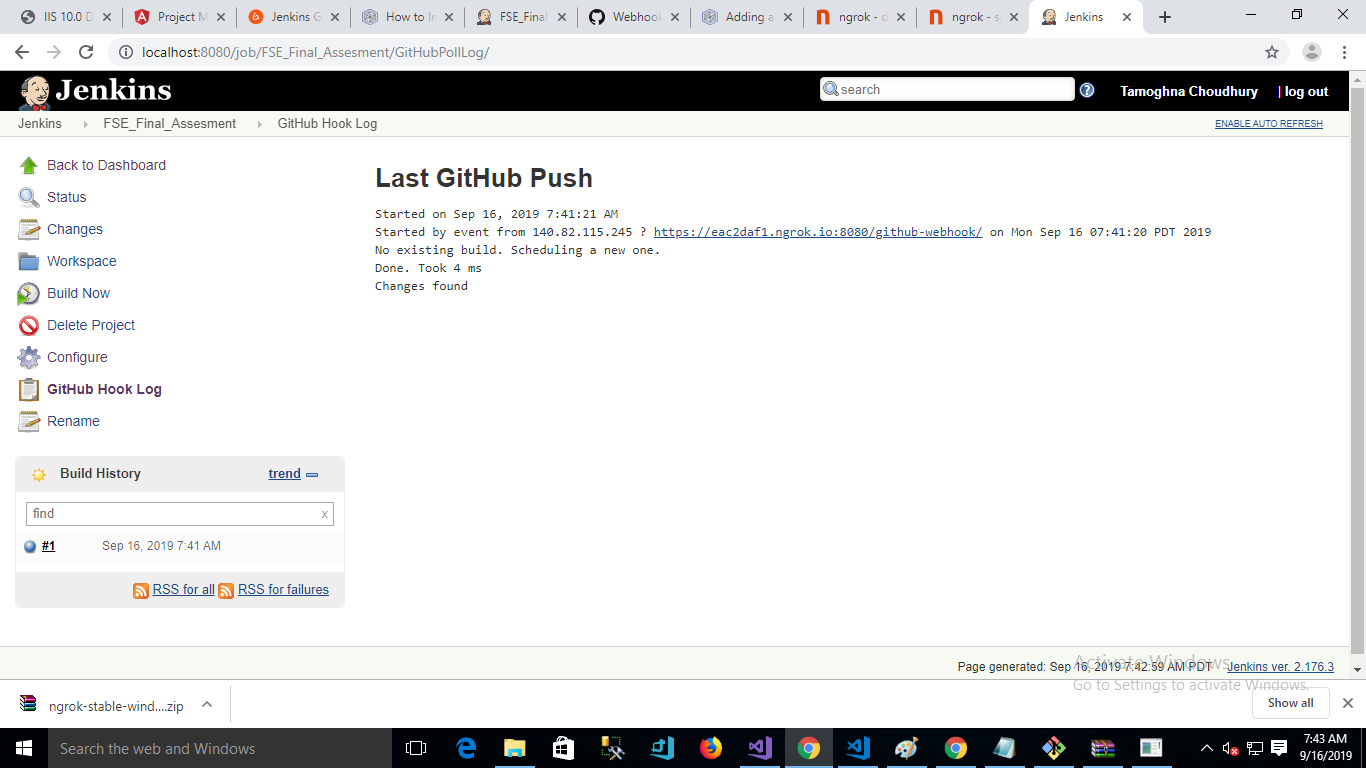 IIS 10.0 D
Project M
Jenkins G
How to In
FSE_Final
Webhook
Adding a
ngrok - d
ngrok - s
Jenkins
localhost:8080/job/FSE_Final_Assesment/GitHubPollLog/
Jenkins
search
Tamoghna Choudhury
| log out
Jenkins
FSE_Final_Assesment
GitHub Hook Log
ENABLE AUTO REFRESH
Back to Dashboard
Status
Changes
Workspace
Build Now
Delete Project
Configure
GitHub Hook Log
Rename
Build History
trend
find
x
#1
Sep 16, 2019 7:41 AM
RSS for all
RSS for failures
Last GitHub Push
Started on Sep 16, 2019 7:41:21 AM
Started by event from 140.82.115.245 ? https://eac2daf1.ngrok.io:8080/github-webhook/ on Mon Sep 16 07:41:20 PDT 2019
No existing build. Scheduling a new one.
Done. Took 4 ms
Changes found
Page generated: Sep 16, 2019 7:42:59 AM PDT
Jenkins ver. 2.176.3
Activate Windows
Go to Settings to activate Windows.
ngrok-stable-wind....zip
Show all
Search the web and Windows
7:43 AM
9/16/2019